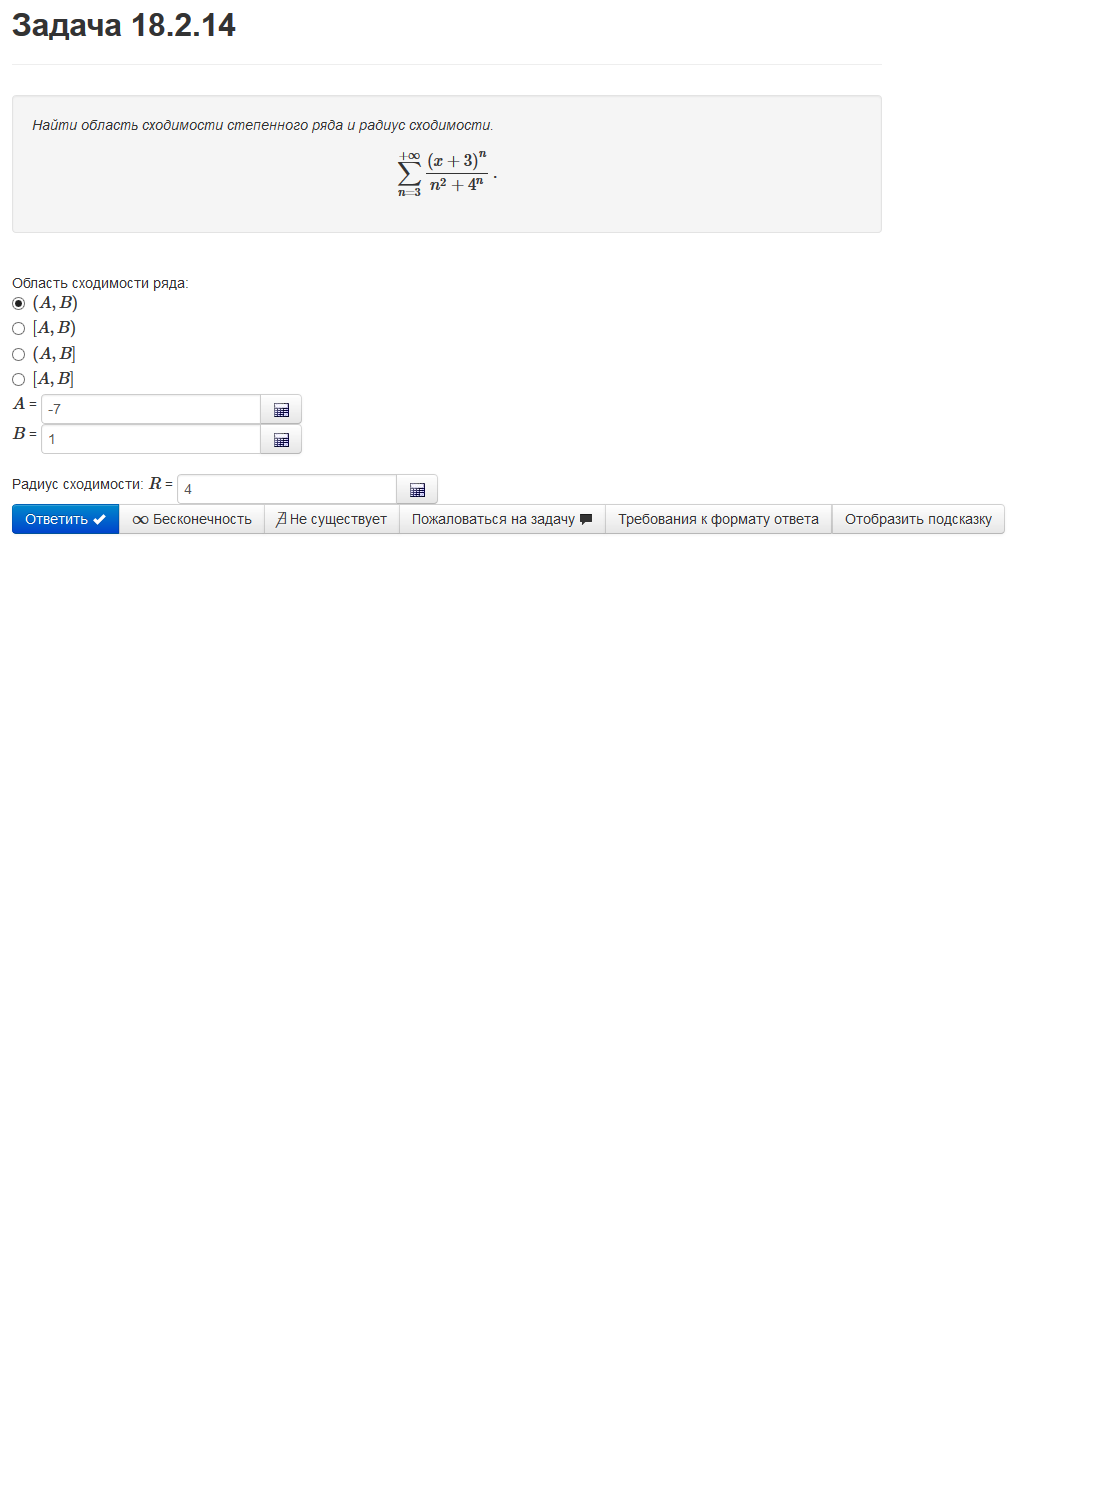 Задача 18.2.14
Найти область сходимости степенного ряда и радиус сходимости.
$$\sum_{n=3}^{+\infty} \frac{(x+3)^n}{n^2+4^n}.$$
Область сходимости ряда:
(A, B)
[A, B)
(A, B]
[A, B]
A = -7
B = 1
Радиус сходимости: R = 4
Ответить ∞ Бесконечность ∄ Не существует Пожаловаться на задачу Требования к формату ответа Отобразить подсказку